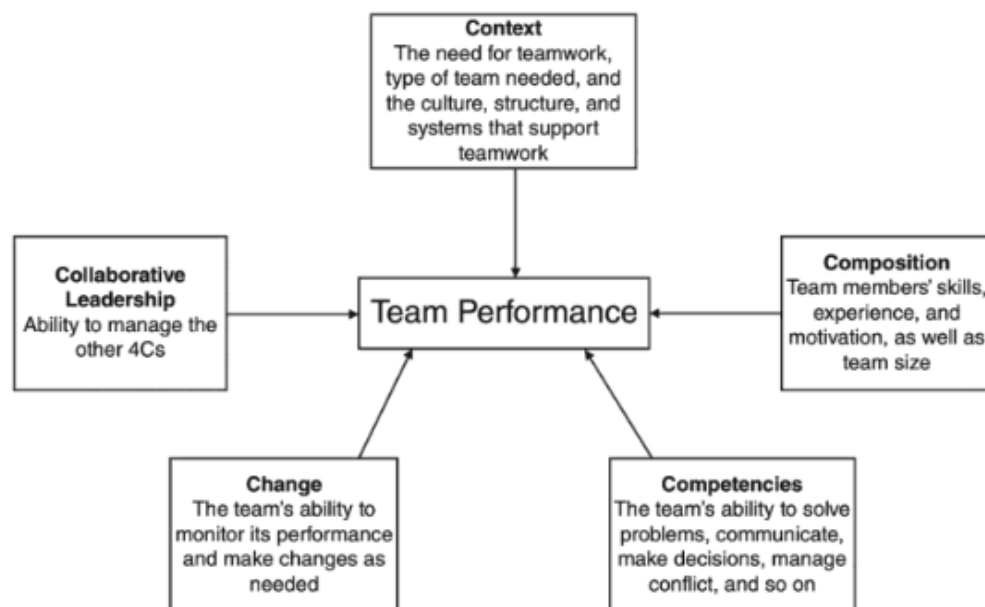 Context
The need for teamwork,
type of team needed, and
the culture, structure, and
systems that support
teamwork
Collaborative
Leadership
Ability to manage the
other 4Cs
Team Performance
Composition
Team members' skills,
experience, and
motivation, as well as
team size
Change
The team's ability to
monitor its performance
and make changes as
needed
Competencies
The team's ability to solve
problems, communicate,
make decisions, manage
conflict, and so on